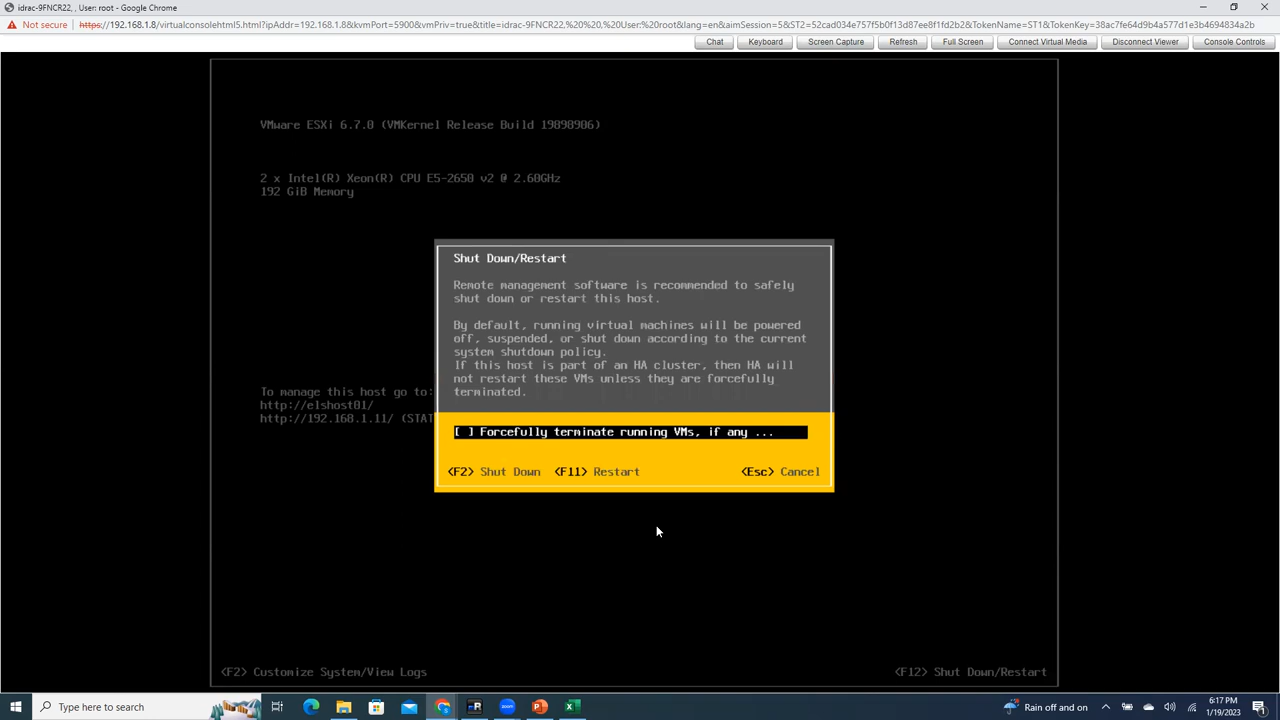 idrac-9FNCR22, , User: root - Google Chrome
Not secure | https://192.168.1.8/virtualconsolehtml5.html?ipAddr=192.168.1.8&kvmPort=5900&vmPriv=true&title=idrac-9FNCR22,%20%20,%20User:%20root&lang=en&aimSession=5&ST2=52cad034e757f5b0f13d87ee8f1fd2b2&TokenName=ST1&TokenKey=38ac7fe64d9b4a577d1e3b4694834a2b
Chat Keyboard Screen Capture Refresh Full Screen Connect Virtual Media Disconnect Viewer Console Controls
VMware ESXi 6.7.0 (VMKernel Release Build 19898906)
2 x Intel(R) Xeon(R) CPU E5-2650 v2 @ 2.60GHz
192 GiB Memory
Shut Down/Restart
Remote management software is recommended to safely
shut down or restart this host.
By default, running virtual machines will be powered
off, suspended, or shut down according to the current
system shutdown policy.
If this host is part of an HA cluster, then HA will
not restart these VMs unless they are forcefully
terminated.
To manage this host go to:
http://elshost01/
http://192.168.1.11/ (STAT
[ ] Forcefully terminate running VMs, if any ...
<F2> Shut Down <F11> Restart <Esc> Cancel
<F2> Customize System/View Logs <F12> Shut Down/Restart
Type here to search
Rain off and on
6:17 PM
1/19/2023